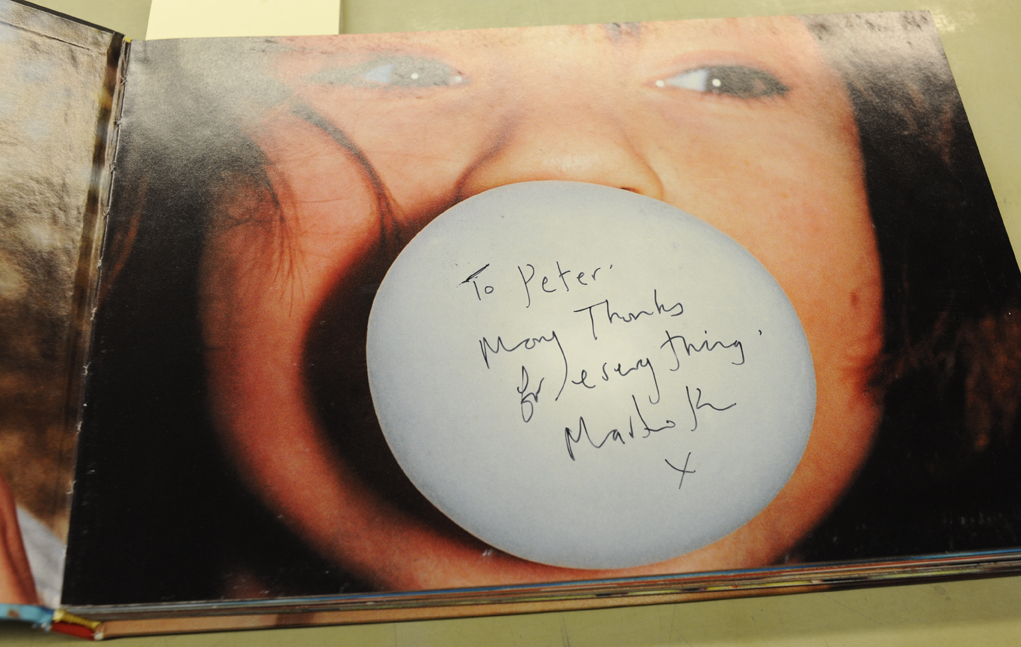 To Peter.
Many Thanks
for everything.
X